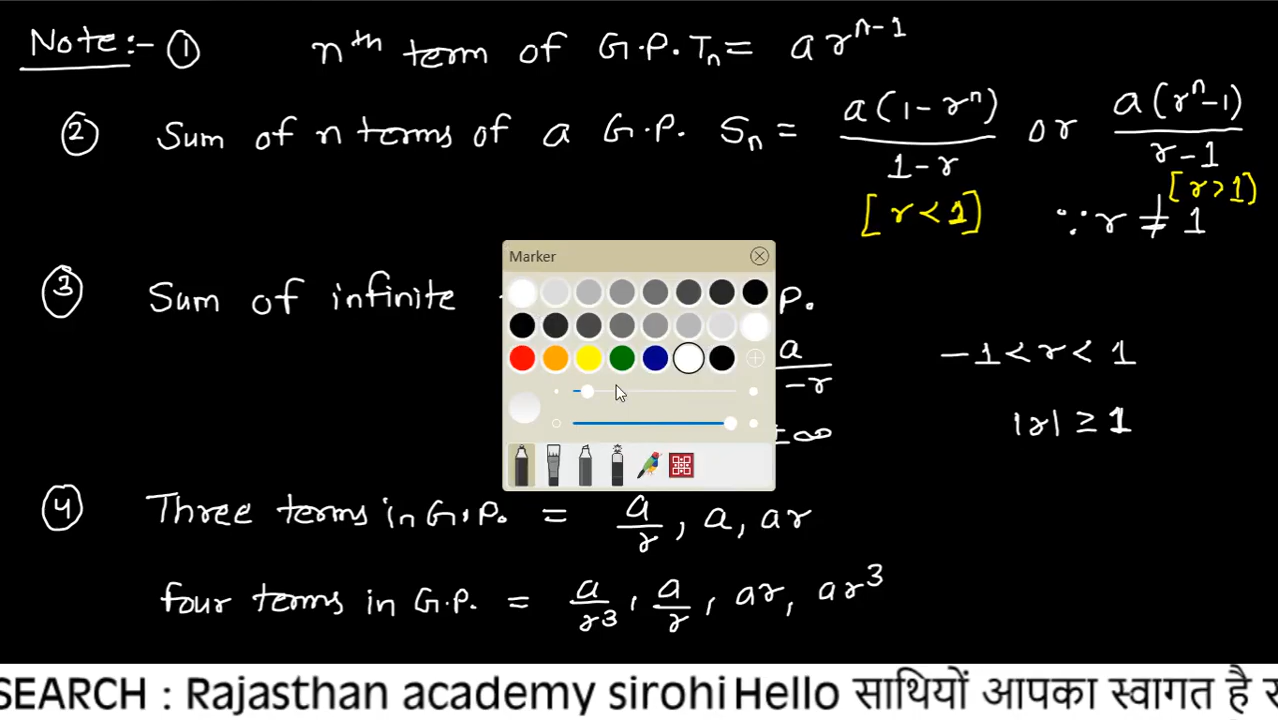 Note:- ① nth term of G.P. Tn = a r^(n-1)
② Sum of n terms of a G.P. Sn = a(1-r^n)/(1-r) or a(r^n-1)/(r-1)
[r<1] ∵ r ≠ 1 [r>1]
Marker
③ Sum of infinite P.
a/-r -1<r<1
±∞ |r| ≥ 1
④ Three terms in G.P. = a/r, a, ar
four terms in G.P. = a/r³, a/r, ar, ar³
SEARCH : Rajasthan academy sirohi Hello साथियों आपका स्वागत है